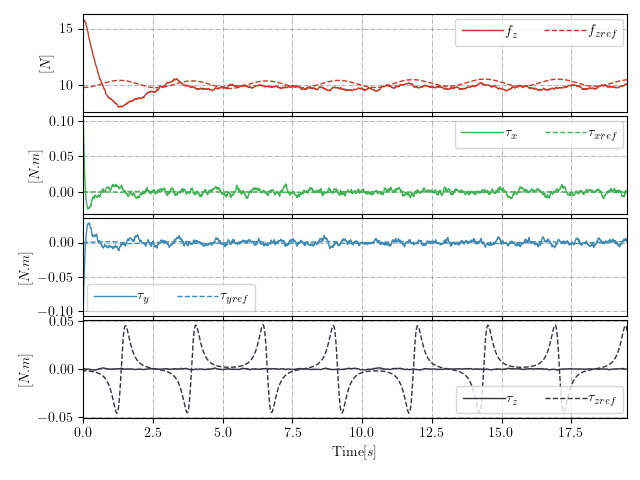 15
10
[N]
f_z
f_zref
0.10
0.05
0.00
[N.m]
τ_x
τ_xref
0.00
−0.05
−0.10
[N.m]
τ_y
τ_yref
0.05
0.00
−0.05
[N.m]
τ_z
τ_zref
0.0 2.5 5.0 7.5 10.0 12.5 15.0 17.5
Time[s]